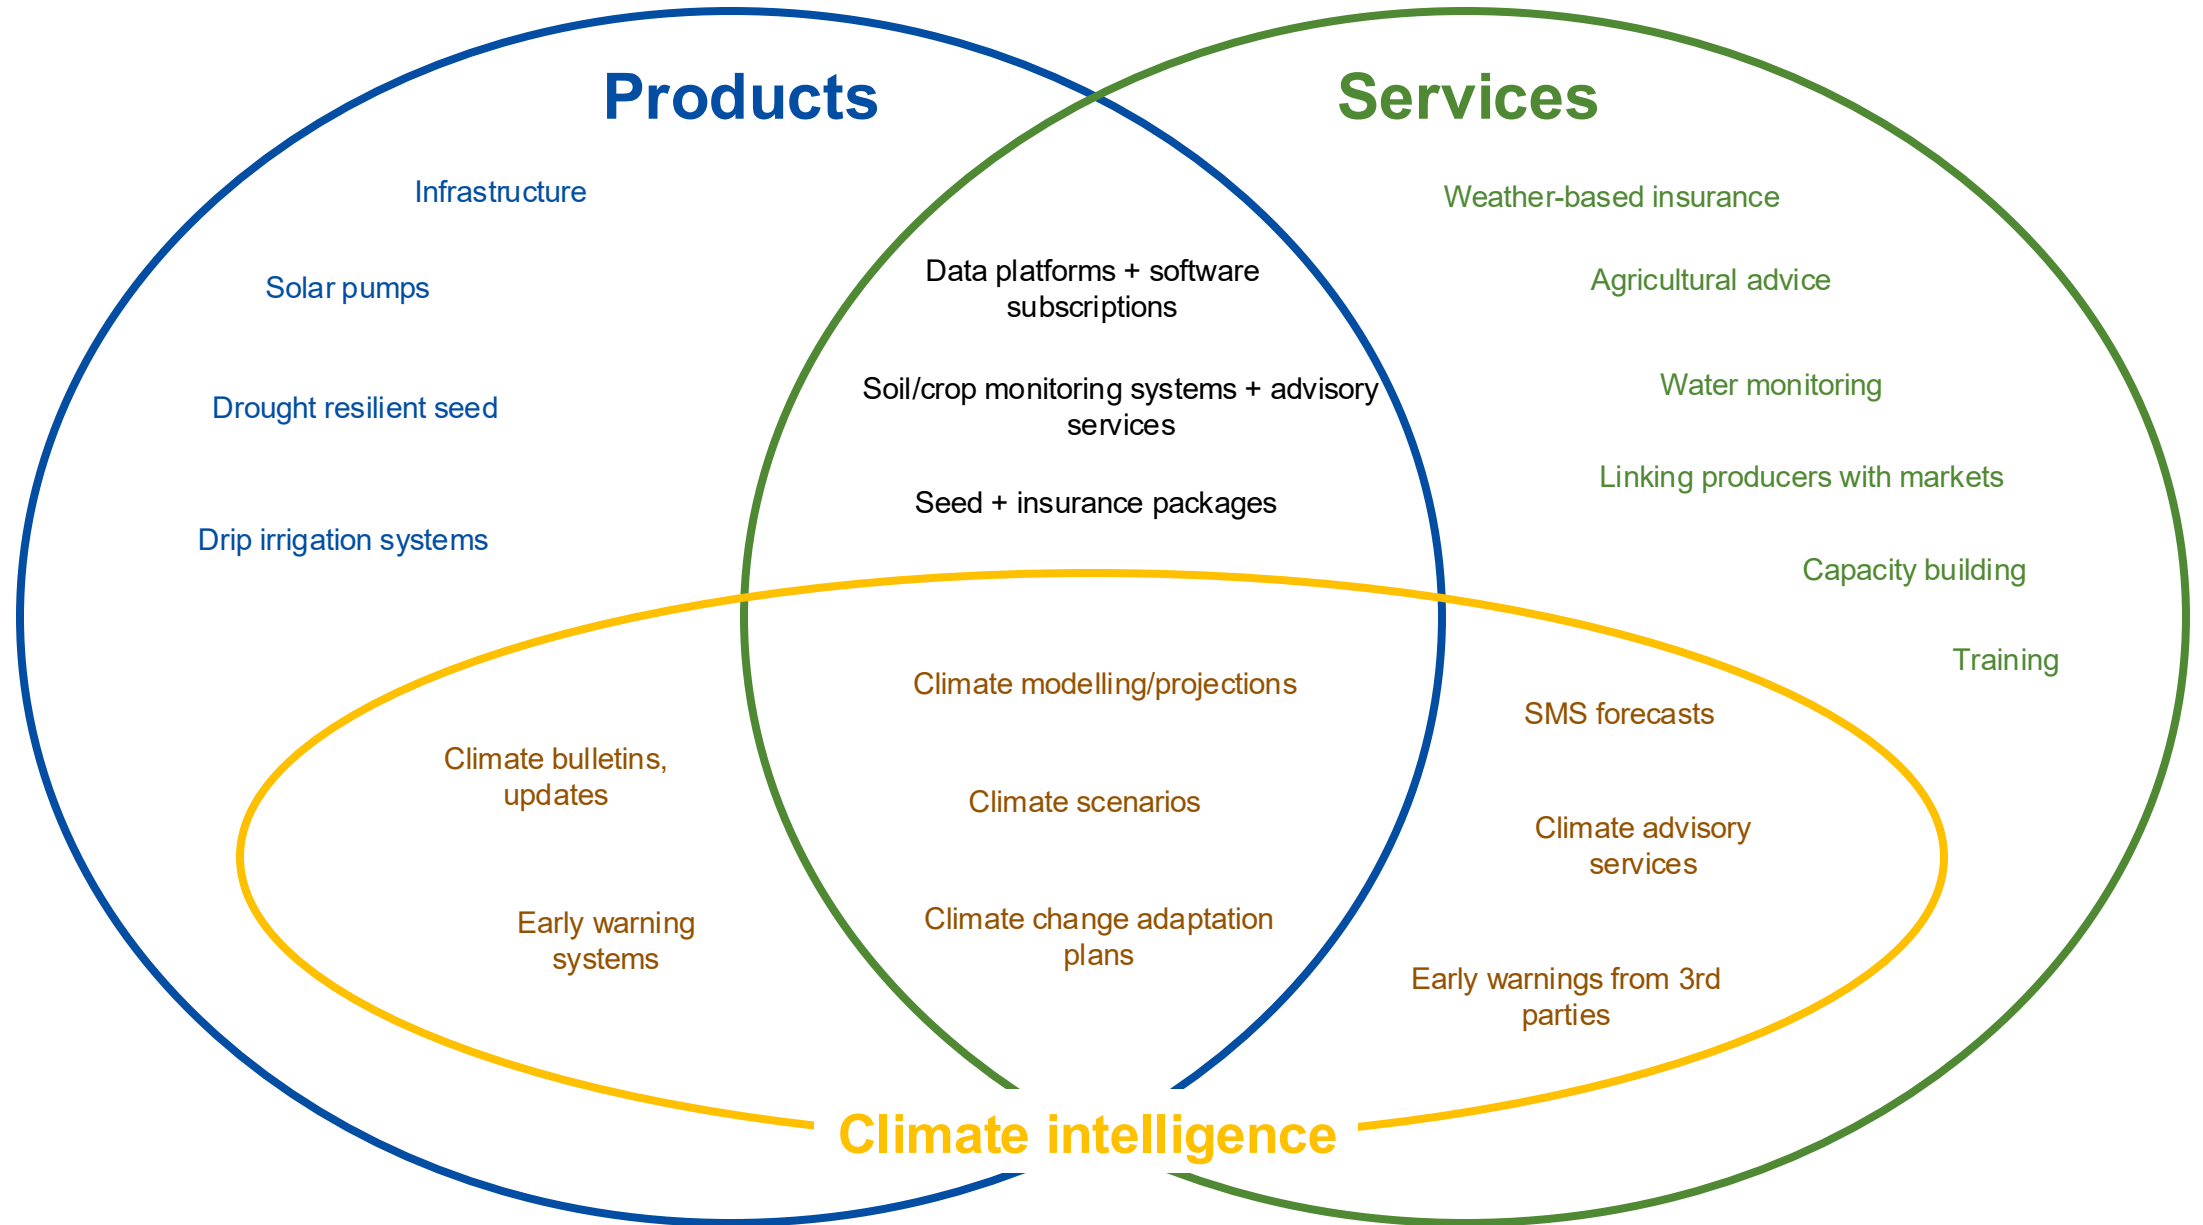 Products
Services
Infrastructure
Solar pumps
Drought resilient seed
Drip irrigation systems
Data platforms + software
subscriptions
Soil/crop monitoring systems + advisory
services
Seed + insurance packages
Weather-based insurance
Agricultural advice
Water monitoring
Linking producers with markets
Capacity building
Training
Climate bulletins,
updates
Early warning
systems
Climate modelling/projections
Climate scenarios
Climate change adaptation
plans
SMS forecasts
Climate advisory
services
Early warnings from 3rd
parties
Climate intelligence